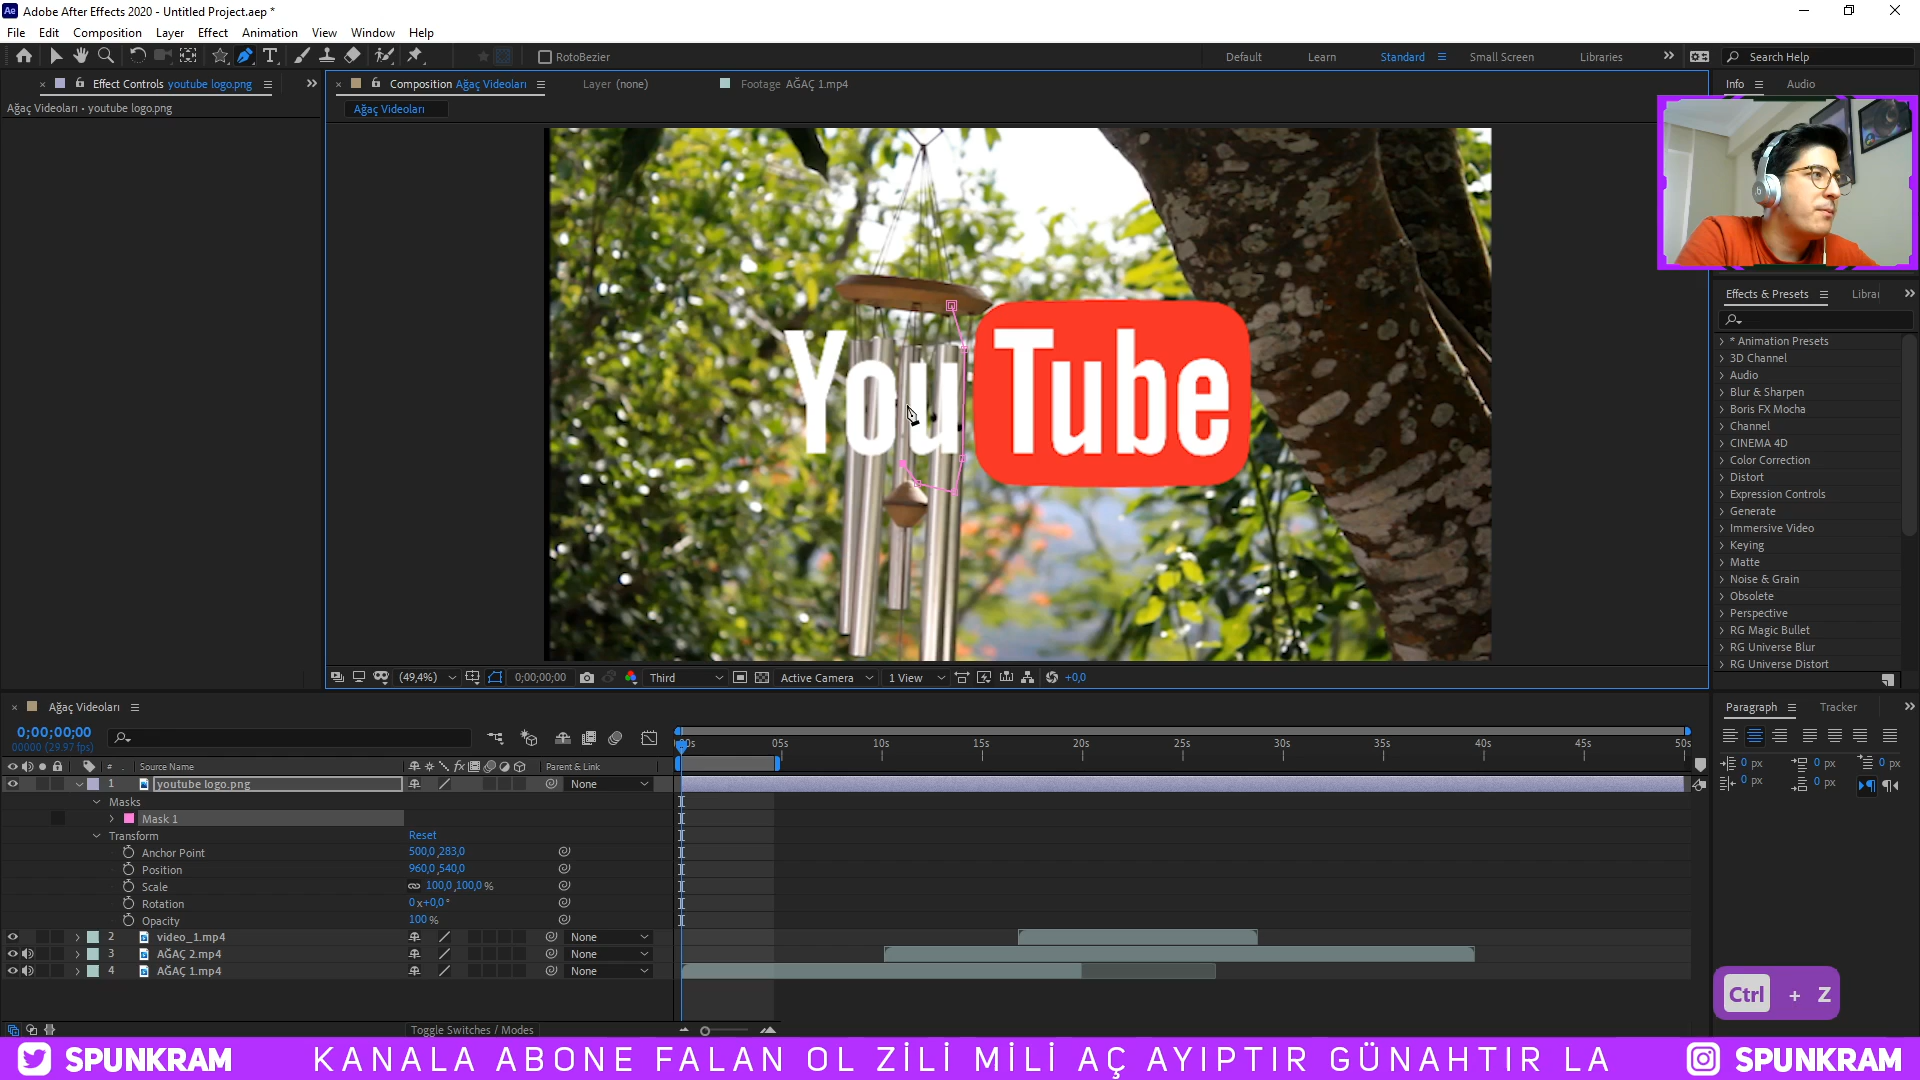 Ae Adobe After Effects 2020 - Untitled Project.aep *
File Edit Composition Layer Effect Animation View Window Help
RotoBezier
Default Learn Standard Small Screen Libraries Search Help
Effect Controls youtube logo.png
Composition Ağaç Videoları
Layer (none)
Footage AĞAÇ 1.mp4
Info Audio
Ağaç Videoları • youtube logo.png
Ağaç Videoları
YouTube
Effects & Presets
* Animation Presets
3D Channel
Audio
Blur & Sharpen
Boris FX Mocha
Channel
CINEMA 4D
Color Correction
Distort
Expression Controls
Generate
Immersive Video
Keying
Matte
Noise & Grain
Obsolete
Perspective
RG Magic Bullet
RG Universe Blur
RG Universe Distort
(49,4%) 0;00;00;00 Third Active Camera 1 View +0,0
Ağaç Videoları
Paragraph Tracker
0;00;00;00
00000 (29.97 fps)
05s 10s 15s 20s 25s 30s 35s 40s 45s 50s
# Source Name Parent & Link
1 youtube logo.png None
Masks
Mask 1
Transform Reset
Anchor Point 500,0,283,0
Position 960,0,540,0
Scale 100,0,100,0 %
Rotation 0x+0,0°
Opacity 100 %
2 video_1.mp4 None
3 AĞAÇ 2.mp4 None
4 AĞAÇ 1.mp4 None
0 px 0 px 0 px
0 px 0 px
Toggle Switches / Modes
Ctrl + Z
SPUNKRAM KANALA ABONE FALAN OL ZİLİ MİLİ AÇ AYIPTIR GÜNAHTIR LA SPUNKRAM